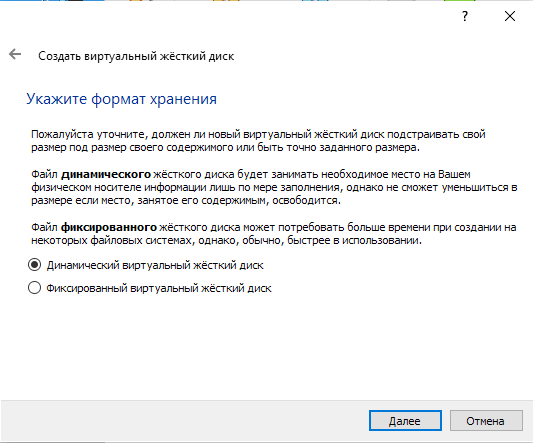 ?
Создать виртуальный жёсткий диск
Укажите формат хранения
Пожалуйста уточните, должен ли новый виртуальный жёсткий диск подстраивать свой
размер под размер своего содержимого или быть точно заданного размера.
Файл динамического жёсткого диска будет занимать необходимое место на Вашем
физическом носителе информации лишь по мере заполнения, однако не сможет уменьшиться в
размере если место, занятое его содержимым, освободится.
Файл фиксированного жёсткого диска может потребовать больше времени при создании на
некоторых файловых системах, однако, обычно, быстрее в использовании.
Динамический виртуальный жёсткий диск
Фиксированный виртуальный жёсткий диск
Далее
Отмена